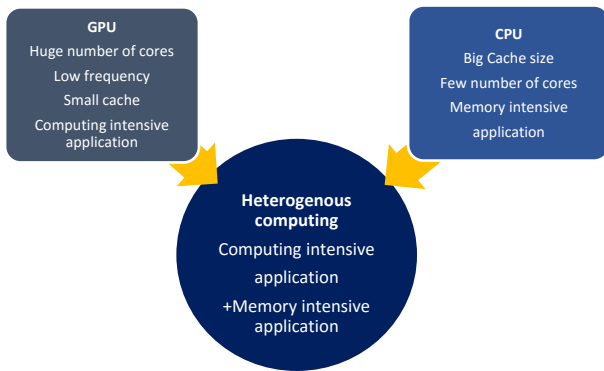 GPU
Huge number of cores
Low frequency
Small cache
Computing intensive
application
CPU
Big Cache size
Few number of cores
Memory intensive
application
Heterogenous
computing
Computing intensive
application
+Memory intensive
application